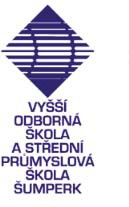 VYŠŠÍ
ODBORNÁ
ŠKOLA
A STŘEDNÍ
PRŮMYSLOVÁ
ŠKOLA
ŠUMPERK